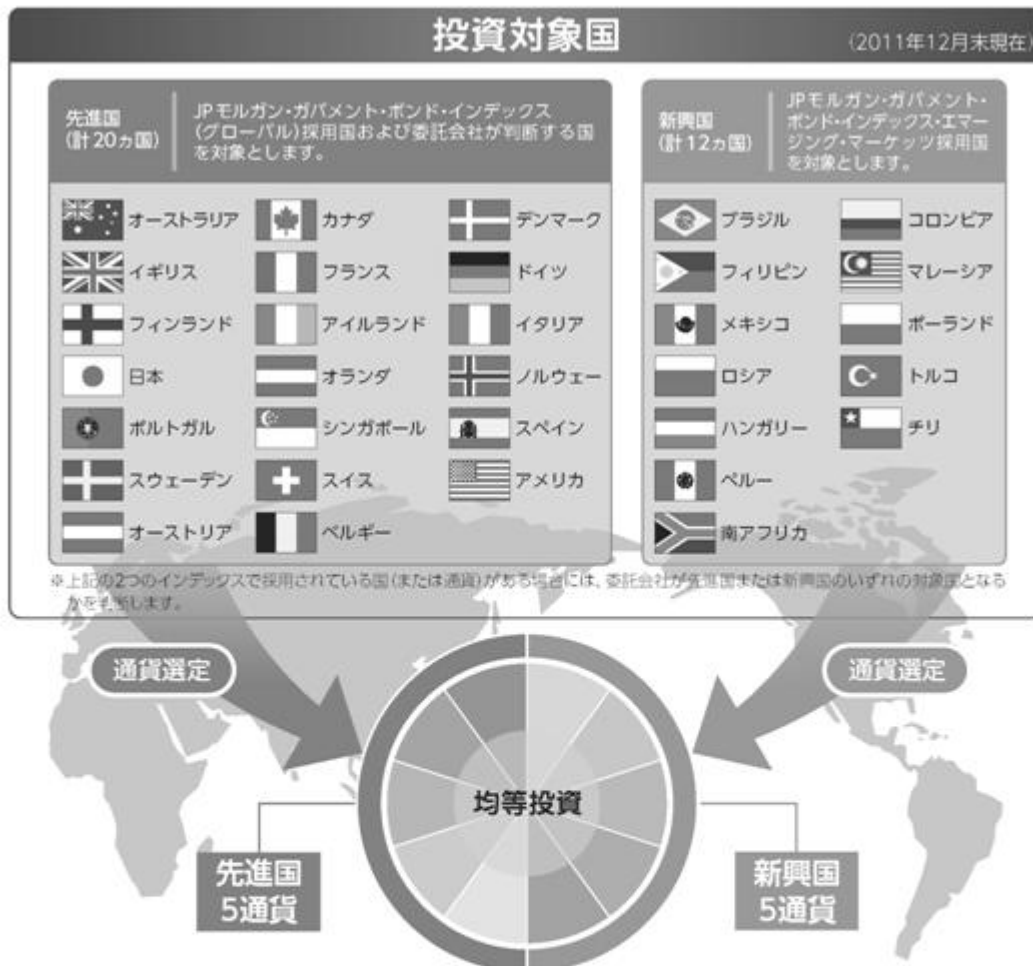 投資対象国
(2011年12月末現在)
先進国
(計20ヵ国)
JPモルガン・ガバメント・ボンド・インデックス
(グローバル)採用国および委託会社が判断する国
を対象とします。
オーストラリア
カナダ
デンマーク
イギリス
フランス
ドイツ
フィンランド
アイルランド
イタリア
日本
オランダ
ノルウェー
ポルトガル
シンガポール
スペイン
スウェーデン
スイス
アメリカ
オーストリア
ベルギー
新興国
(計12ヵ国)
JPモルガン・ガバメント・
ボンド・インデックス・エマー
ジング・マーケッツ採用国
を対象とします。
ブラジル
コロンビア
フィリピン
マレーシア
メキシコ
ポーランド
ロシア
トルコ
ハンガリー
チリ
ペルー
南アフリカ
※上記の2つのインデックスで採用されている国(または通貨)がある場合には、委託会社が先進国または新興国のいずれの対象国となる
かを判断します。
通貨選定
通貨選定
均等投資
先進国
5通貨
新興国
5通貨